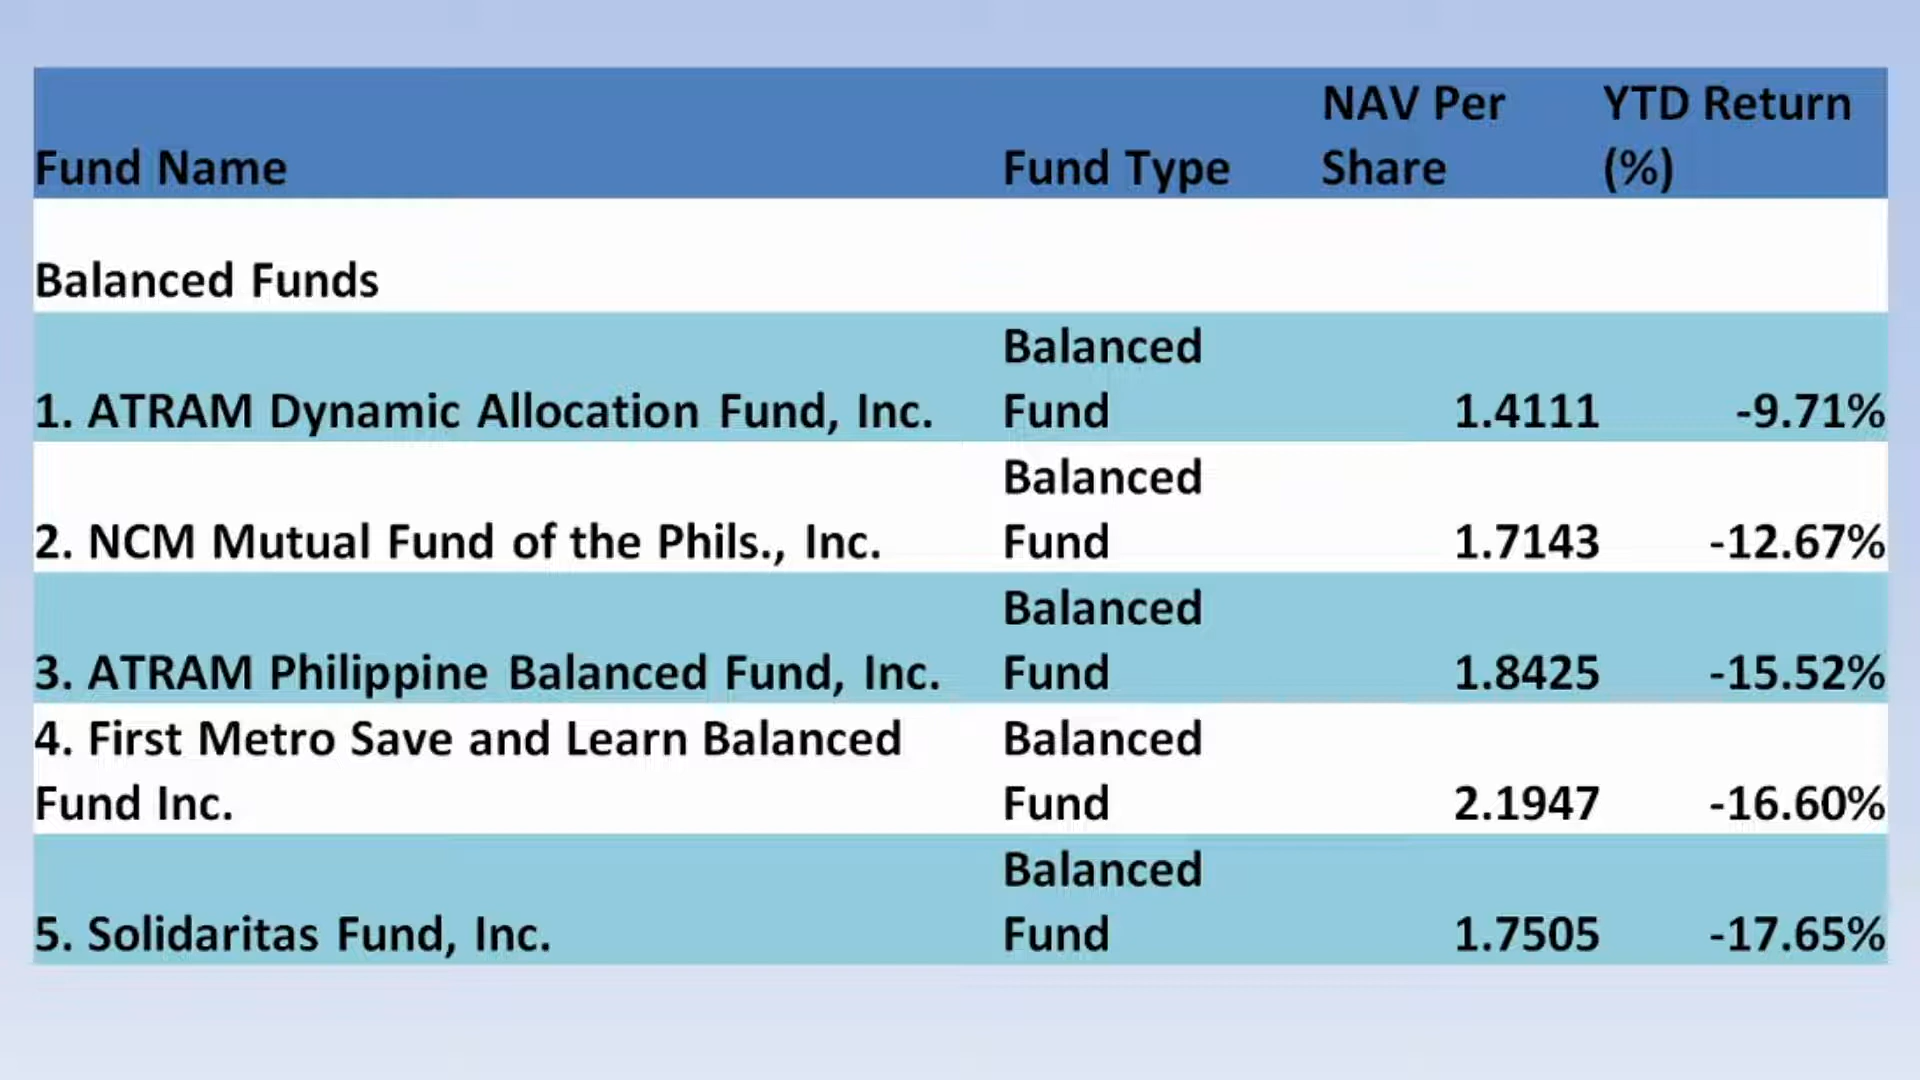 Fund Name Fund Type NAV Per Share YTD Return (%)
Balanced Funds
1. ATRAM Dynamic Allocation Fund, Inc. Balanced Fund 1.4111 -9.71%
2. NCM Mutual Fund of the Phils., Inc. Balanced Fund 1.7143 -12.67%
3. ATRAM Philippine Balanced Fund, Inc. Balanced Fund 1.8425 -15.52%
4. First Metro Save and Learn Balanced Fund Inc. Balanced Fund 2.1947 -16.60%
5. Solidaritas Fund, Inc. Balanced Fund 1.7505 -17.65%